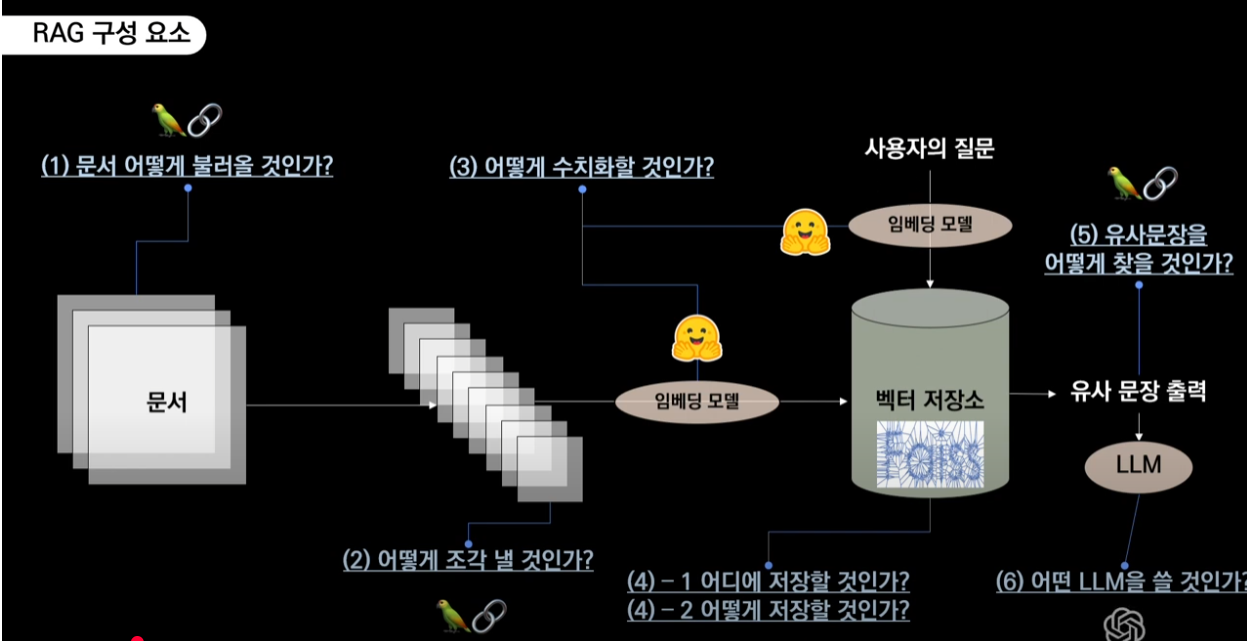 RAG 구성 요소
(1) 문서 어떻게 불러올 것인가?
(3) 어떻게 수치화할 것인가?
사용자의 질문
임베딩 모델
(5) 유사문장을
어떻게 찾을 것인가?
문서
임베딩 모델
벡터 저장소
Faiss
유사 문장 출력
LLM
(2) 어떻게 조각 낼 것인가?
(4) – 1 어디에 저장할 것인가?
(4) – 2 어떻게 저장할 것인가?
(6) 어떤 LLM을 쓸 것인가?